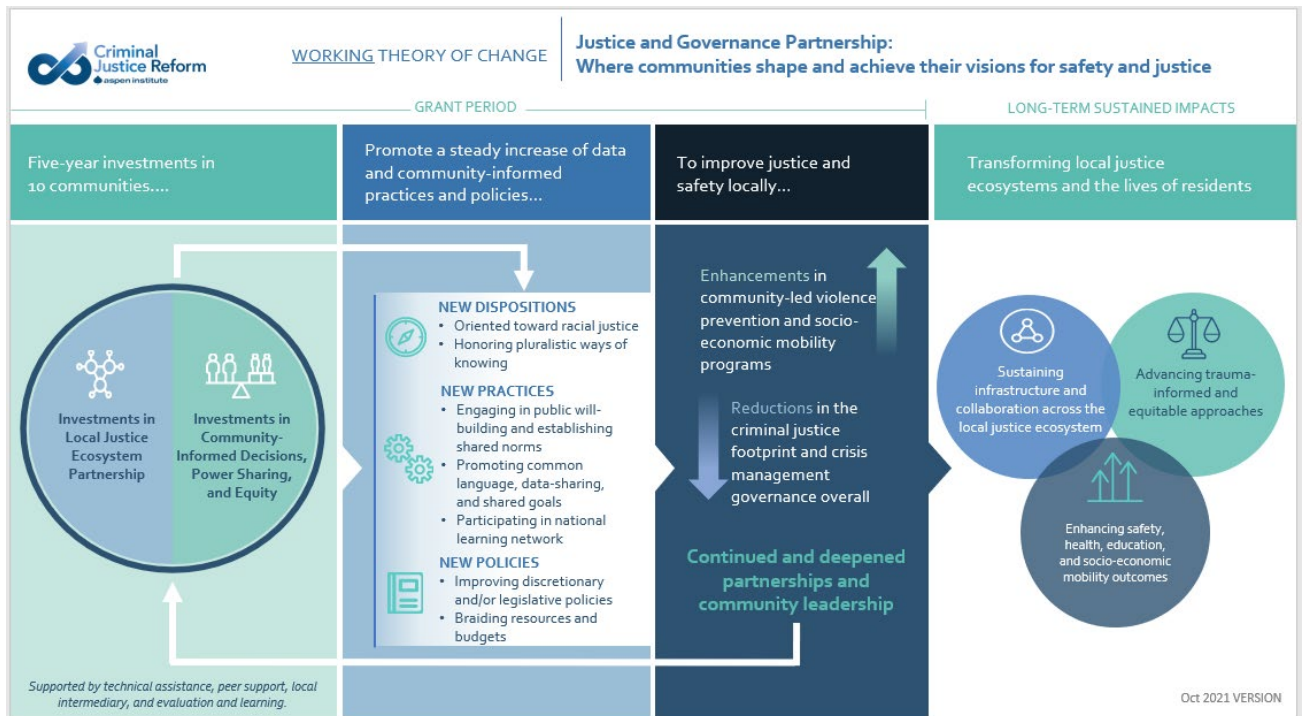 Criminal
Justice Reform
aspen institute
WORKING THEORY OF CHANGE
Justice and Governance Partnership:
Where communities shape and achieve their visions for safety and justice
GRANT PERIOD
LONG-TERM SUSTAINED IMPACTS
Five-year investments in
10 communities....
Promote a steady increase of data
and community-informed
practices and policies...
To improve justice and
safety locally...
Transforming local justice
ecosystems and the lives of residents
Investments in
Local Justice
Ecosystem
Partnership
Investments in
Community-
Informed Decisions,
Power Sharing,
and Equity
NEW DISPOSITIONS
• Oriented toward racial justice
• Honoring pluralistic ways of
knowing
NEW PRACTICES
• Engaging in public will-
building and establishing
shared norms
• Promoting common
language, data-sharing,
and shared goals
• Participating in national
learning network
NEW POLICIES
• Improving discretionary
and/or legislative policies
• Braiding resources and
budgets
Enhancements in
community-led violence
prevention and socio-
economic mobility
programs
Reductions in the
criminal justice
footprint and crisis
management
governance overall
Continued and deepened
partnerships and
community leadership
Sustaining
infrastructure and
collaboration across the
local justice ecosystem
Advancing trauma-
informed and
equitable approaches
Enhancing safety,
health, education,
and socio-economic
mobility outcomes
Supported by technical assistance, peer support, local
intermediary, and evaluation and learning.
Oct 2021 VERSION